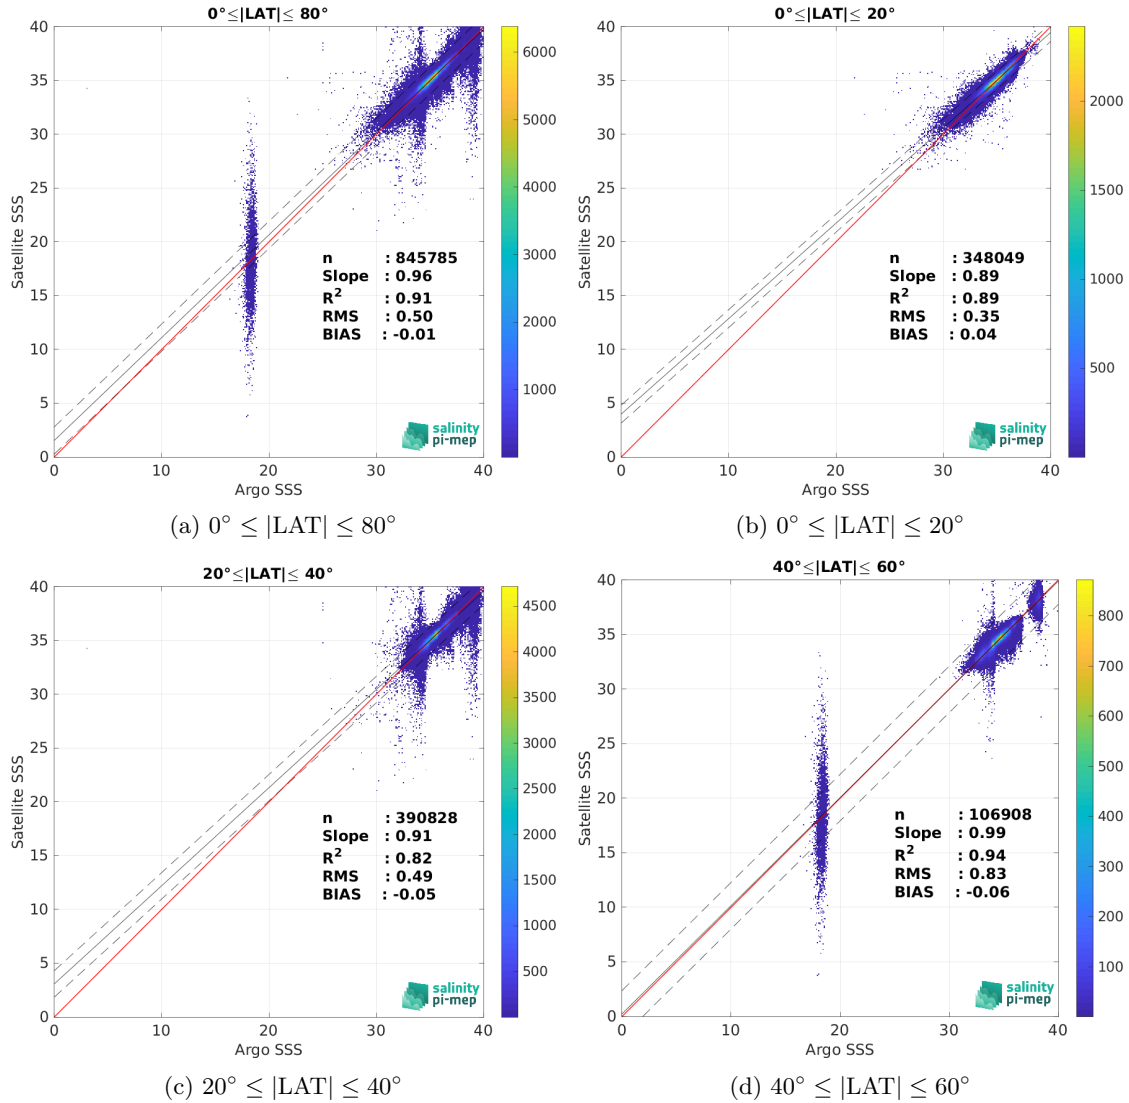 0°≤|LAT|≤ 80°
40
35
30
25
20
15
10
5
0
Satellite SSS
n : 845785
Slope : 0.96
R² : 0.91
RMS : 0.50
BIAS : -0.01
salinity
pi-mep
0 10 20 30 40
Argo SSS
6000
5000
4000
3000
2000
1000
(a) 0° ≤ |LAT| ≤ 80°
0°≤|LAT|≤ 20°
40
35
30
25
20
15
10
5
0
Satellite SSS
n : 348049
Slope : 0.89
R² : 0.89
RMS : 0.35
BIAS : 0.04
salinity
pi-mep
0 10 20 30 40
Argo SSS
2000
1500
1000
500
(b) 0° ≤ |LAT| ≤ 20°
20°≤|LAT|≤ 40°
40
35
30
25
20
15
10
5
0
Satellite SSS
n : 390828
Slope : 0.91
R² : 0.82
RMS : 0.49
BIAS : -0.05
salinity
pi-mep
0 10 20 30 40
Argo SSS
4500
4000
3500
3000
2500
2000
1500
1000
500
(c) 20° ≤ |LAT| ≤ 40°
40°≤|LAT|≤ 60°
40
35
30
25
20
15
10
5
0
Satellite SSS
n : 106908
Slope : 0.99
R² : 0.94
RMS : 0.83
BIAS : -0.06
salinity
pi-mep
0 10 20 30 40
Argo SSS
800
700
600
500
400
300
200
100
(d) 40° ≤ |LAT| ≤ 60°